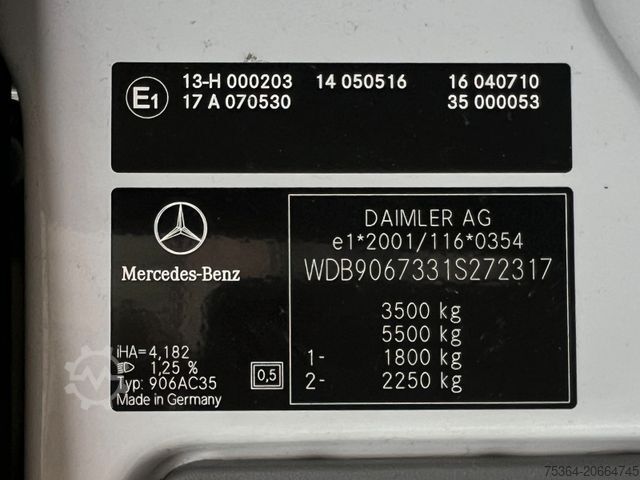 E1
13-H 000203 14 050516 16 040710
17 A 070530 35 000053
Mercedes-Benz
iHA=4,182
1,25 %
Typ: 906AC35
Made in Germany
0,5
DAIMLER AG
e1*2001/116*0354
WDB9067331S272317
3500 kg
5500 kg
1- 1800 kg
2- 2250 kg
75364-20664745